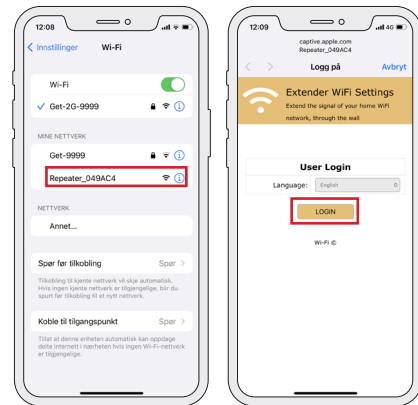 12:08
4G
Innstillinger
Wi-Fi
Wi-Fi
Get-2G-9999
MINE NETTVERK
Get-9999
Repeater_049AC4
NETTVERK
Annet...
Spør før tilkobling
Spør
Tilkobling til kjente nettverk vil skje automatisk.
Hvis ingen kjente nettverk er tilgjengelige, blir du
spurt før tilkobling til et nytt nettverk.
Koble til tilgangspunkt
Spør
Tillat at denne enheten automatisk kan oppdage
delte internett i nærheten hvis ingen Wi-Fi-nettverk
er tilgjengelige.
12:09
captive.apple.com
Repeater_049AC4
Logg på
Avbryt
Extender WiFi Settings
Extend the signal of your home WiFi
network, through the wall
User Login
Language:
English
LOGIN
Wi-Fi ©